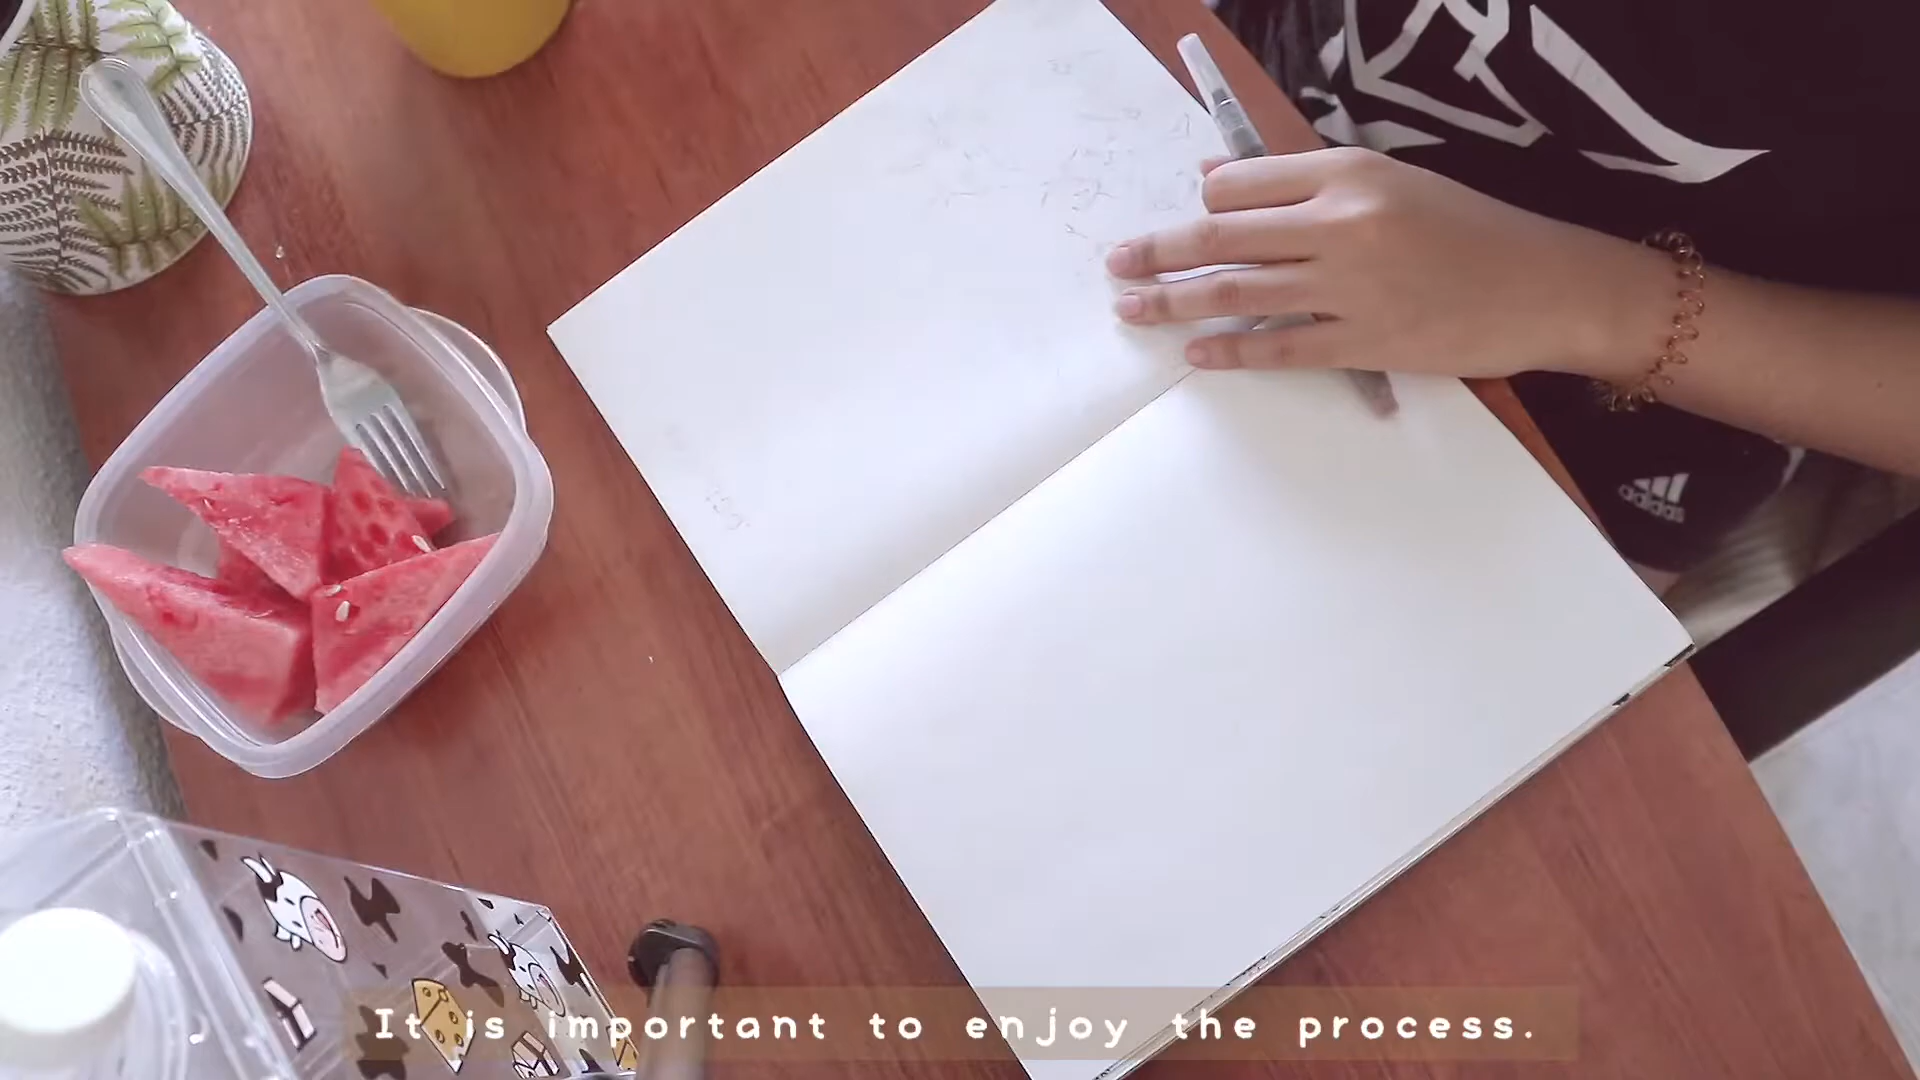 adidas
It is important to enjoy the process.